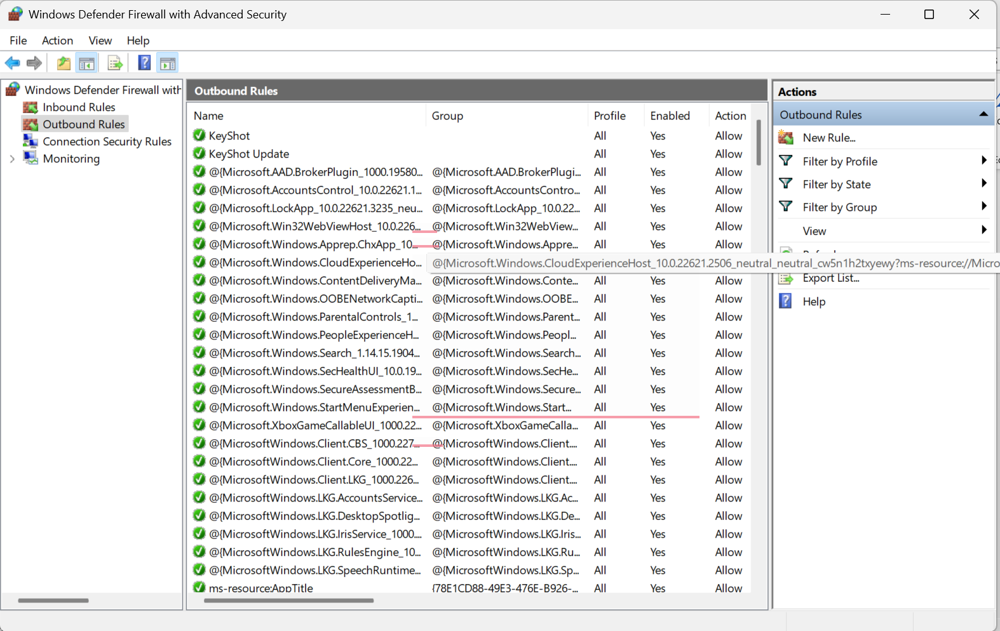 Windows Defender Firewall with Advanced Security
File Action View Help
Windows Defender Firewall with
Inbound Rules
Outbound Rules
Connection Security Rules
Monitoring
Outbound Rules
Name Group Profile Enabled Action
KeyShot All Yes Allow
KeyShot Update All Yes Allow
@{Microsoft.AAD.BrokerPlugin_1000.19580... @{Microsoft.AAD.BrokerPlugi... All Yes Allow
@{Microsoft.AccountsControl_10.0.22621.1... @{Microsoft.AccountsContro... All Yes Allow
@{Microsoft.LockApp_10.0.22621.3235_neu... @{Microsoft.LockApp_10.0.22... All Yes Allow
@{Microsoft.Win32WebViewHost_10.0.226... @{Microsoft.Win32WebView... All Yes Allow
@{Microsoft.Windows.Apprep.ChxApp_10... @{Microsoft.Windows.Appre... All Yes Allow
@{Microsoft.Windows.CloudExperienceHo... @{Microsoft.Windows.CloudExperienceHost_10.0.22621.2506_neutral_neutral_cw5n1h2txyewy?ms-resource://Micro
@{Microsoft.Windows.ContentDeliveryMa... @{Microsoft.Windows.Conte... All Yes Allow
@{Microsoft.Windows.OOBENetworkCapti... @{Microsoft.Windows.OOBE... All Yes Allow
@{Microsoft.Windows.ParentalControls_1... @{Microsoft.Windows.Parent... All Yes Allow
@{Microsoft.Windows.PeopleExperienceH... @{Microsoft.Windows.Peopl... All Yes Allow
@{Microsoft.Windows.Search_1.14.15.1904... @{Microsoft.Windows.Search... All Yes Allow
@{Microsoft.Windows.SecHealthUI_10.0.19... @{Microsoft.Windows.SecHe... All Yes Allow
@{Microsoft.Windows.SecureAssessmentB... @{Microsoft.Windows.Secure... All Yes Allow
@{Microsoft.Windows.StartMenuExperien... @{Microsoft.Windows.Start... All Yes Allow
@{Microsoft.XboxGameCallableUI_1000.22... @{Microsoft.XboxGameCalla... All Yes Allow
@{MicrosoftWindows.Client.CBS_1000.227... @{MicrosoftWindows.Client.... All Yes Allow
@{MicrosoftWindows.Client.Core_1000.22... @{MicrosoftWindows.Client.... All Yes Allow
@{MicrosoftWindows.Client.LKG_1000.226... @{MicrosoftWindows.Client.... All Yes Allow
@{MicrosoftWindows.LKG.AccountsService... @{MicrosoftWindows.LKG.Ac... All Yes Allow
@{MicrosoftWindows.LKG.DesktopSpotlig... @{MicrosoftWindows.LKG.De... All Yes Allow
@{MicrosoftWindows.LKG.IrisService_1000.... @{MicrosoftWindows.LKG.Iris... All Yes Allow
@{MicrosoftWindows.LKG.RulesEngine_10... @{MicrosoftWindows.LKG.Ru... All Yes Allow
@{MicrosoftWindows.LKG.SpeechRuntime... @{MicrosoftWindows.LKG.Sp... All Yes Allow
ms-resource:AppTitle {78E1CD88-49E3-476E-B926-... All Yes Allow
Actions
Outbound Rules
New Rule...
Filter by Profile
Filter by State
Filter by Group
View
Export List...
Help